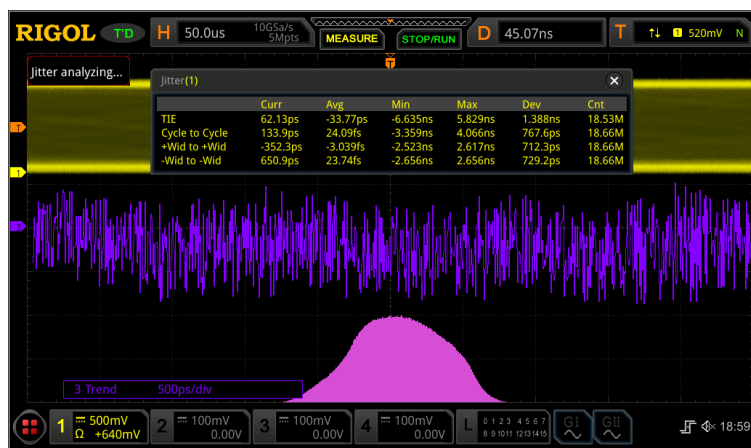 RIGOL T'D H 50.0us 10GSa/s 5Mpts MEASURE STOP/RUN D 45.07ns T 1 520mV N
T
Jitter analyzing...
Jitter(1)
Curr Avg Min Max Dev Cnt
TIE 62.13ps -33.77ps -6.635ns 5.829ns 1.388ns 18.53M
Cycle to Cycle 133.9ps 24.09fs -3.359ns 4.066ns 767.6ps 18.66M
+Wid to +Wid -352.3ps -3.039fs -2.523ns 2.617ns 712.3ps 18.66M
-Wid to -Wid 650.9ps 23.74fs -2.656ns 2.656ns 729.2ps 18.66M
T
1
3 Trend 500ps/div
1 500mV Ω +640mV
2 100mV 0.00V
3 100mV 0.00V
4 100mV 0.00V
L 0 1 2 3 4 5 6 7
8 9 10 11 12 13 14 15
GI
GII
18:59